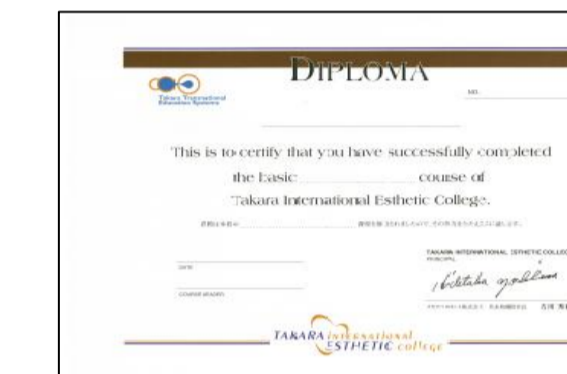 DIPLOMA
NO.
Takara International
Education Systems
This is to certify that you have successfully completed
the basic course of
Takara International Esthetic College.
DATE
COURSE LEADER
TAKARA INTERNATIONAL ESTHETIC COLLEGE
PRINCIPAL
TAKARA international
ESTHETIC college